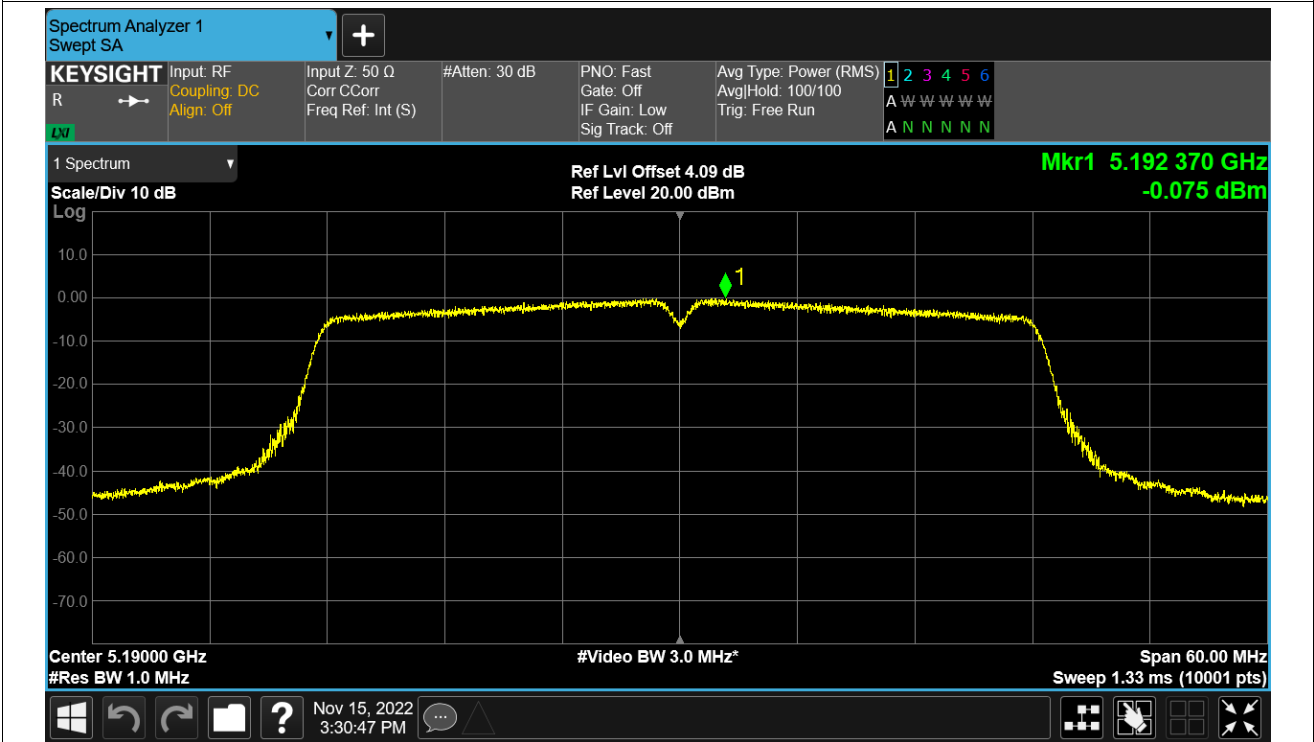 Spectrum Analyzer 1
Swept SA
KEYSIGHT
R
LXI
Input: RF
Coupling: DC
Align: Off
Input Z: 50 Ω
Corr CCorr
Freq Ref: Int (S)
#Atten: 30 dB
PNO: Fast
Gate: Off
IF Gain: Low
Sig Track: Off
Avg Type: Power (RMS)
Avg|Hold: 100/100
Trig: Free Run
1 2 3 4 5 6
A W W W W W
A N N N N N
1 Spectrum
Scale/Div 10 dB
Log
Ref Lvl Offset 4.09 dB
Ref Level 20.00 dBm
Mkr1 5.192 370 GHz
-0.075 dBm
1
10.0
0.00
-10.0
-20.0
-30.0
-40.0
-50.0
-60.0
-70.0
Center 5.19000 GHz
#Res BW 1.0 MHz
#Video BW 3.0 MHz*
Span 60.00 MHz
Sweep 1.33 ms (10001 pts)
?
Nov 15, 2022
3:30:47 PM